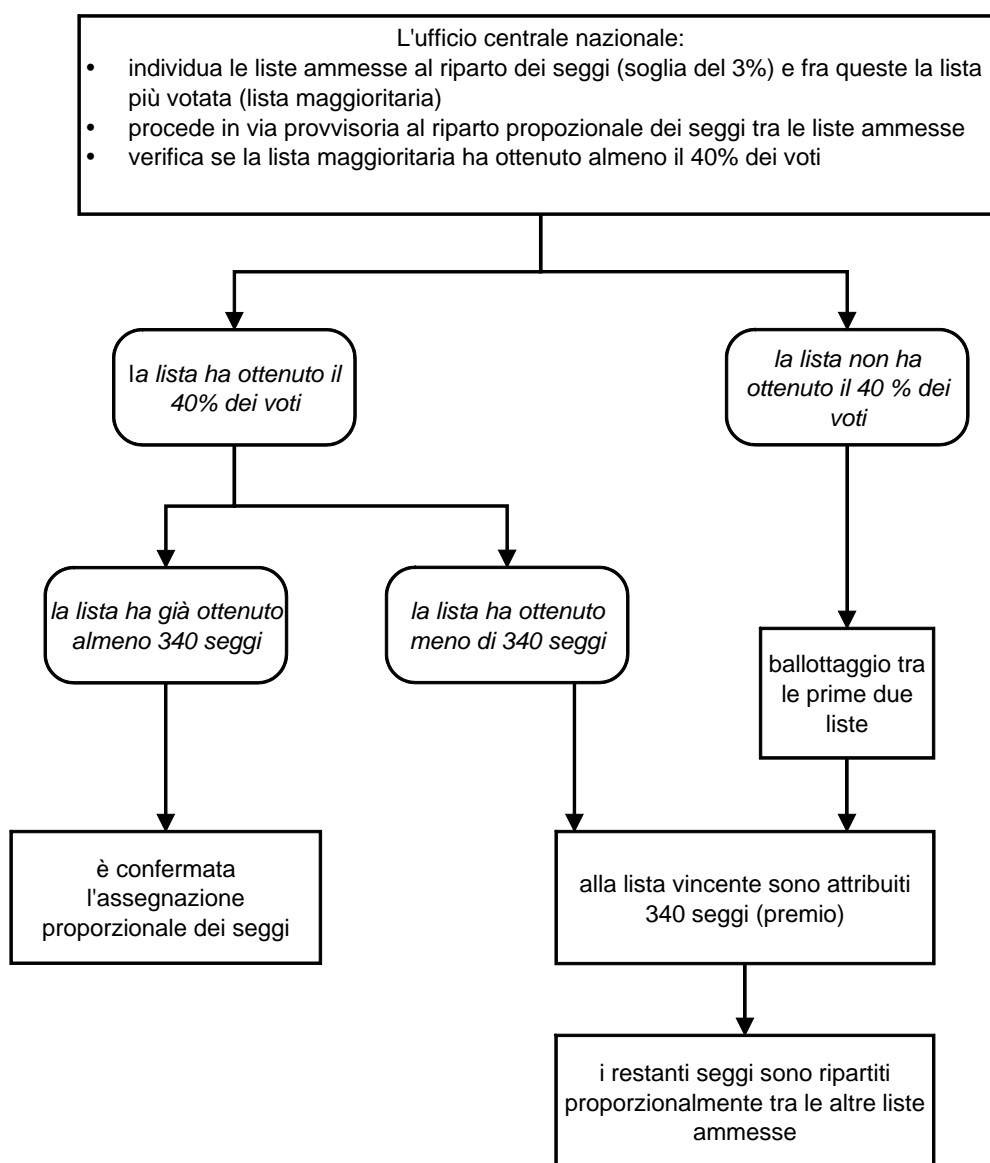 L'ufficio centrale nazionale:
• individua le liste ammesse al riparto dei seggi (soglia del 3%) e fra queste la lista
più votata (lista maggioritaria)
• procede in via provvisoria al riparto propozionale dei seggi tra le liste ammesse
• verifica se la lista maggioritaria ha ottenuto almeno il 40% dei voti
la lista ha ottenuto il
40% dei voti
la lista non ha
ottenuto il 40 % dei
voti
la lista ha già ottenuto
almeno 340 seggi
la lista ha ottenuto
meno di 340 seggi
ballottaggio tra
le prime due
liste
è confermata
l'assegnazione
proporzionale dei seggi
alla lista vincente sono attribuiti
340 seggi (premio)
i restanti seggi sono ripartiti
proporzionalmente tra le altre liste
ammesse